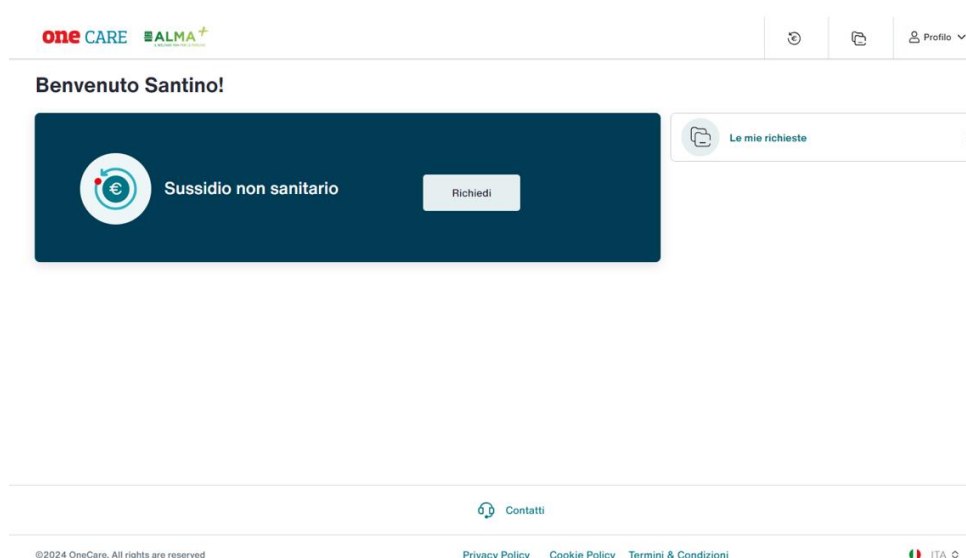 one CARE ALMA+
Profilo
Benvenuto Santino!
€
Sussidio non sanitario
Richiedi
Le mie richieste
Contatti
©2024 OneCare. All rights are reserved
Privacy Policy Cookie Policy Termini & Condizioni
ITA